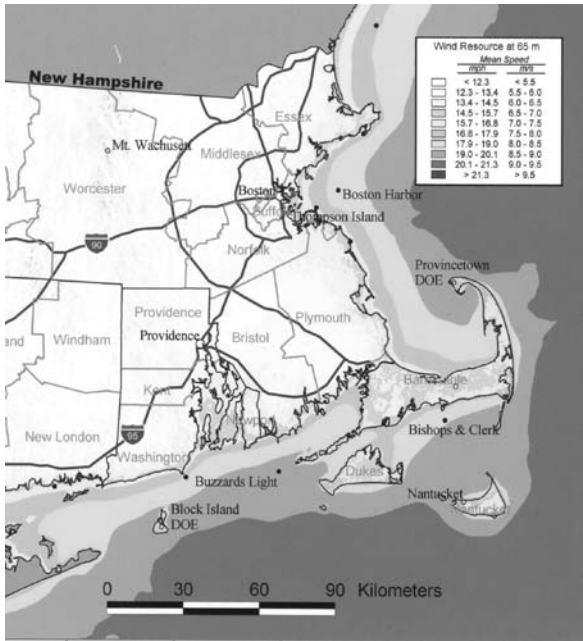 Wind Resource at 65 m
Mean Speed
mph m/s
< 12.3 < 5.5
12.3 - 13.4 5.5 - 6.0
13.4 - 14.5 6.0 - 6.5
14.5 - 15.7 6.5 - 7.0
15.7 - 16.8 7.0 - 7.5
16.8 - 17.9 7.5 - 8.0
17.9 - 19.0 8.0 - 8.5
19.0 - 20.1 8.5 - 9.0
20.1 - 21.3 9.0 - 9.5
> 21.3 > 9.5
New Hampshire
Essex
Mt. Wachusett
Middlesex
Worcester
Boston
Boston Harbor
Suffolk
Thompson Island
90
Norfolk
Provincetown
DOE
Providence
Plymouth
Windham
Providence
Bristol
Barnstable
Kent
Newport
Bishops & Clerk
New London
95
Washington
Dukes
Buzzards Light
Nantucket
Nantucket
Block Island
DOE
0 30 60 90 Kilometers